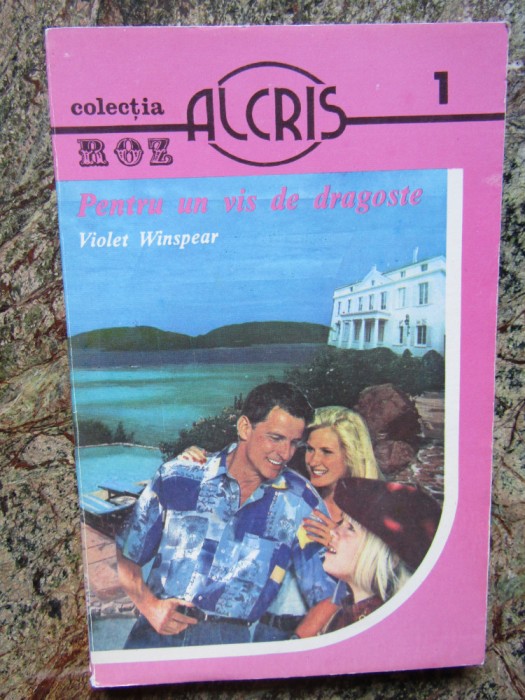 colecția
ROZ
ALCRIS
1
Pentru un vis de dragoste
Violet Winspear